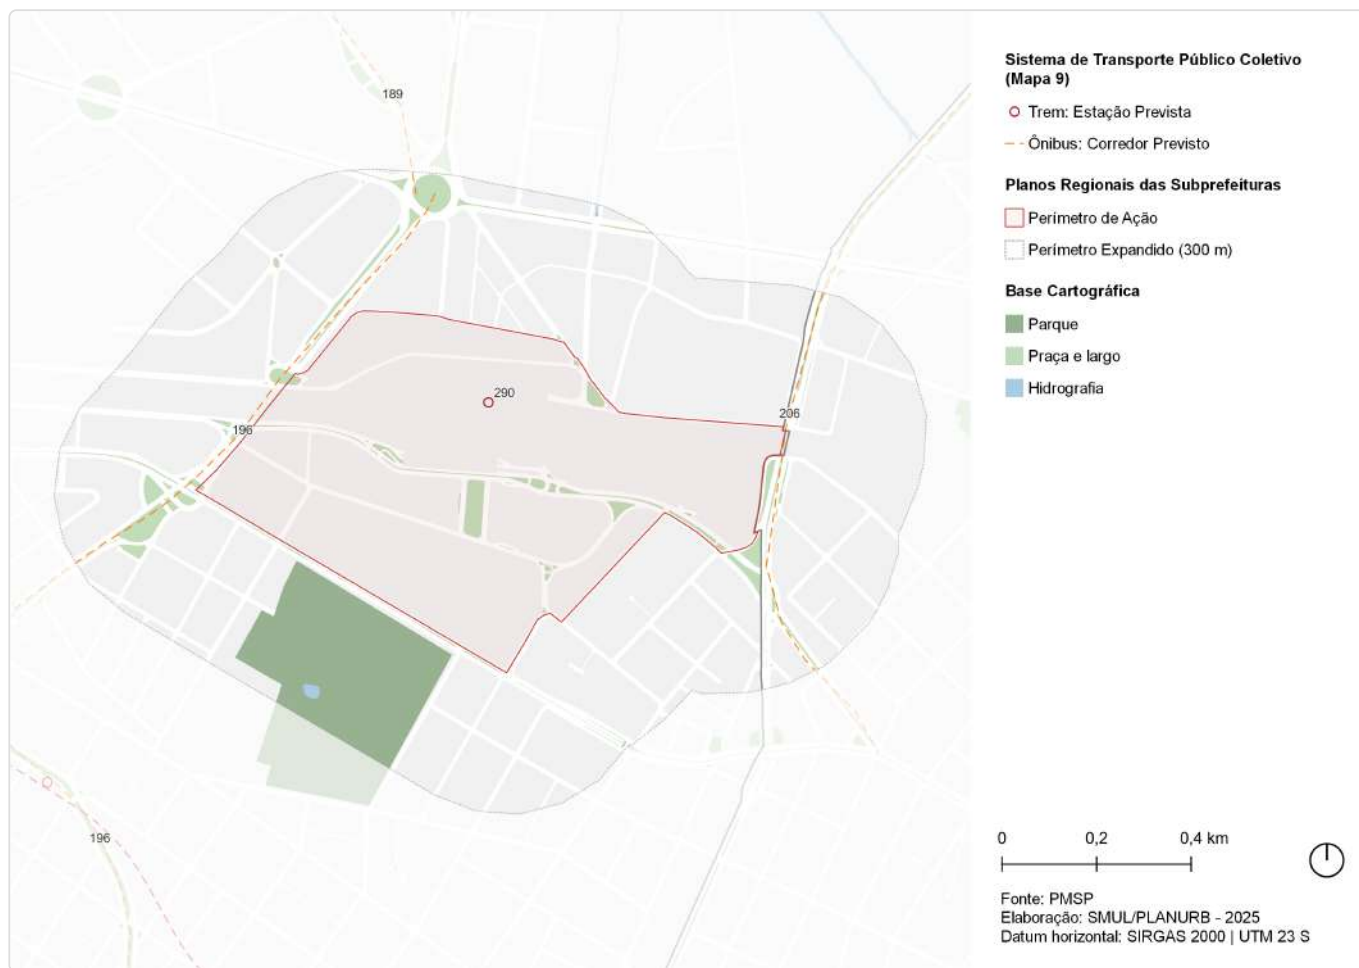 189
290
196
206
196
Sistema de Transporte Público Coletivo
(Mapa 9)
Trem: Estação Prevista
Ônibus: Corredor Previsto
Planos Regionais das Subprefeituras
Perímetro de Ação
Perímetro Expandido (300 m)
Base Cartográfica
Parque
Praça e largo
Hidrografia
0 0,2 0,4 km
Fonte: PMSP
Elaboração: SMUL/PLANURB - 2025
Datum horizontal: SIRGAS 2000 | UTM 23 S